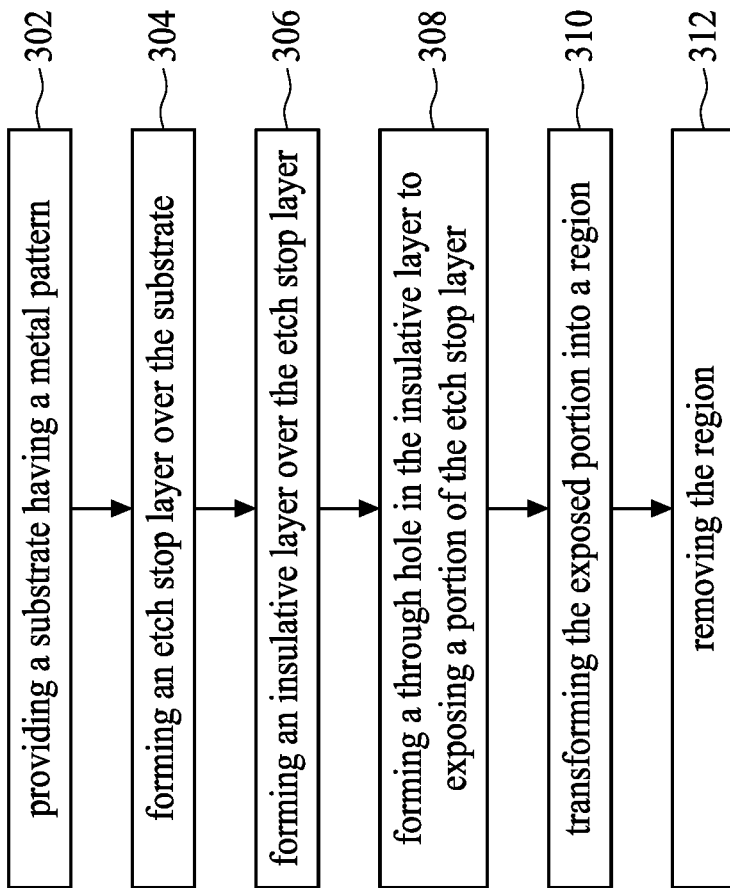 providing a substrate having a metal pattern
302
forming an etch stop layer over the substrate
304
forming an insulative layer over the etch stop layer
306
forming a through hole in the insulative layer to
exposing a portion of the etch stop layer
308
transforming the exposed portion into a region
310
removing the region
312